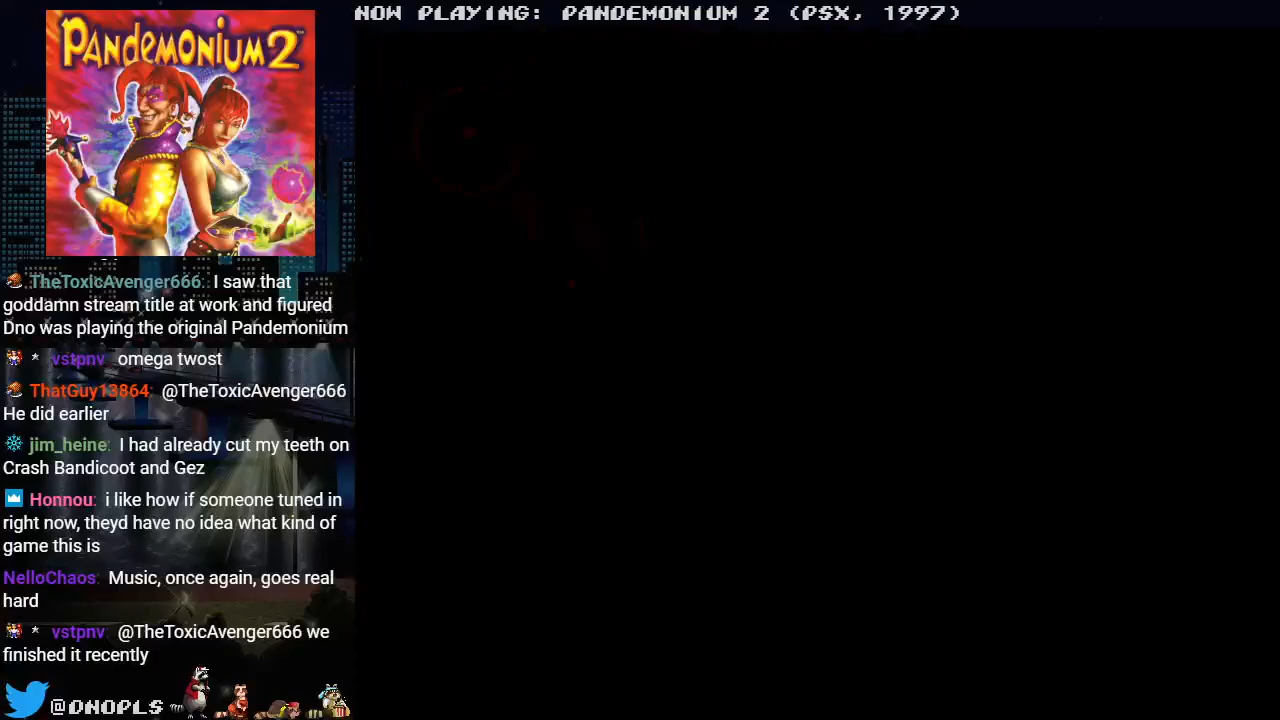 NOW PLAYING: PANDEMONIUM 2 (PSX, 1997)
PANDEMONIUM 2
TheToxicAvenger666: I saw that
goddamn stream title at work and figured
Dno was playing the original Pandemonium
* vstpnv omega twost
ThatGuy13864: @TheToxicAvenger666
He did earlier
jim_heine: I had already cut my teeth on
Crash Bandicoot and Gez
Honnou: i like how if someone tuned in
right now, theyd have no idea what kind of
game this is
NelloChaos: Music, once again, goes real
hard
* vstpnv @TheToxicAvenger666 we
finished it recently
@DNOPLS